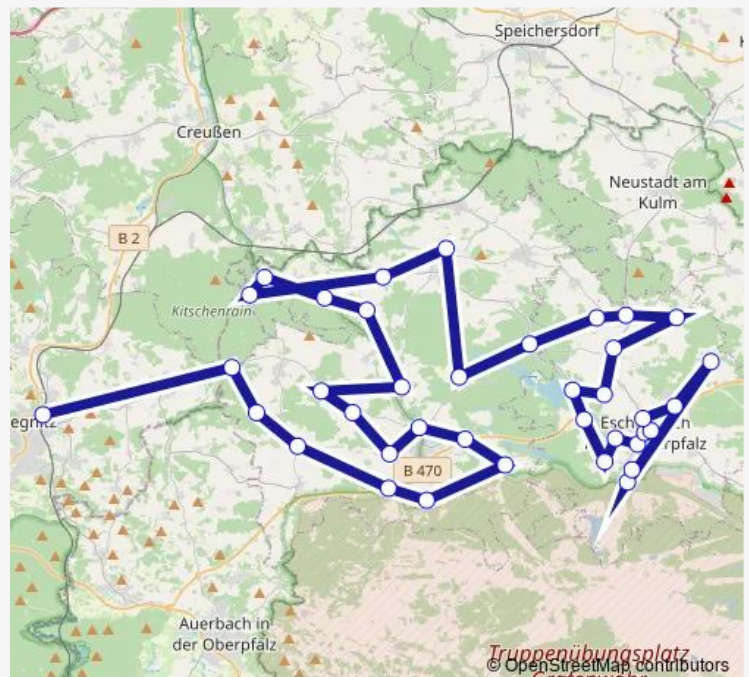 Speichersdorf
Creußen
Neustadt am
Kulm
B 2
Kitschenrain
B 470
Auerbach in
der Oberpfalz
Truppenübungsplatz
© OpenStreetMap contributors